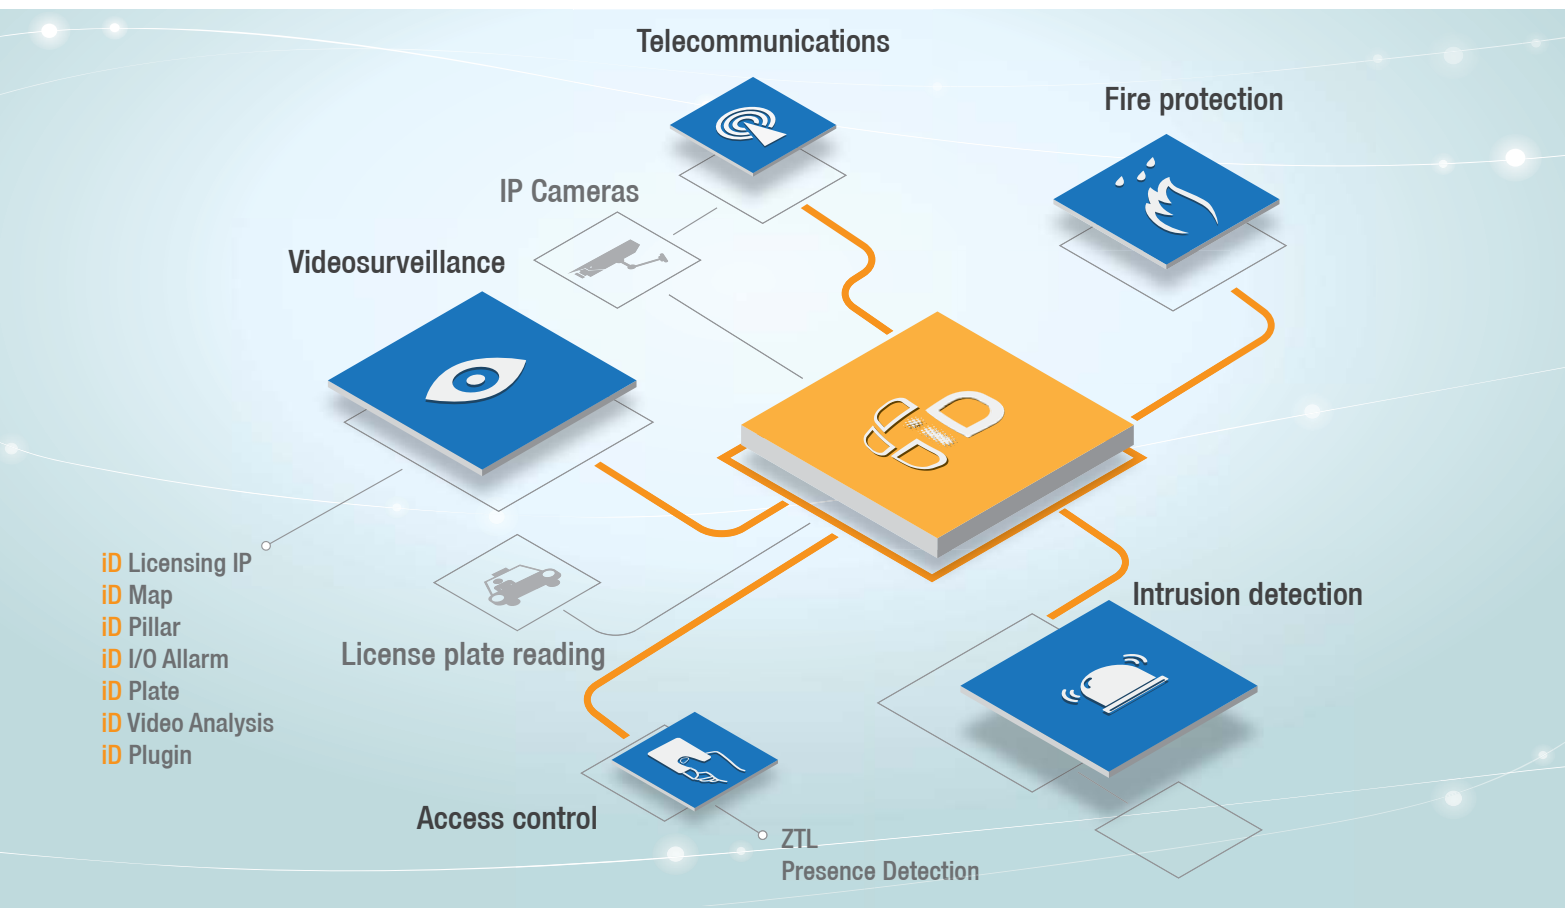 Telecommunications
Fire protection
IP Cameras
Videosurveillance
iD Licensing IP
iD Map
iD Pillar
iD I/O Allarm
iD Plate
iD Video Analysis
iD Plugin
License plate reading
Intrusion detection
Access control
ZTL
Presence Detection